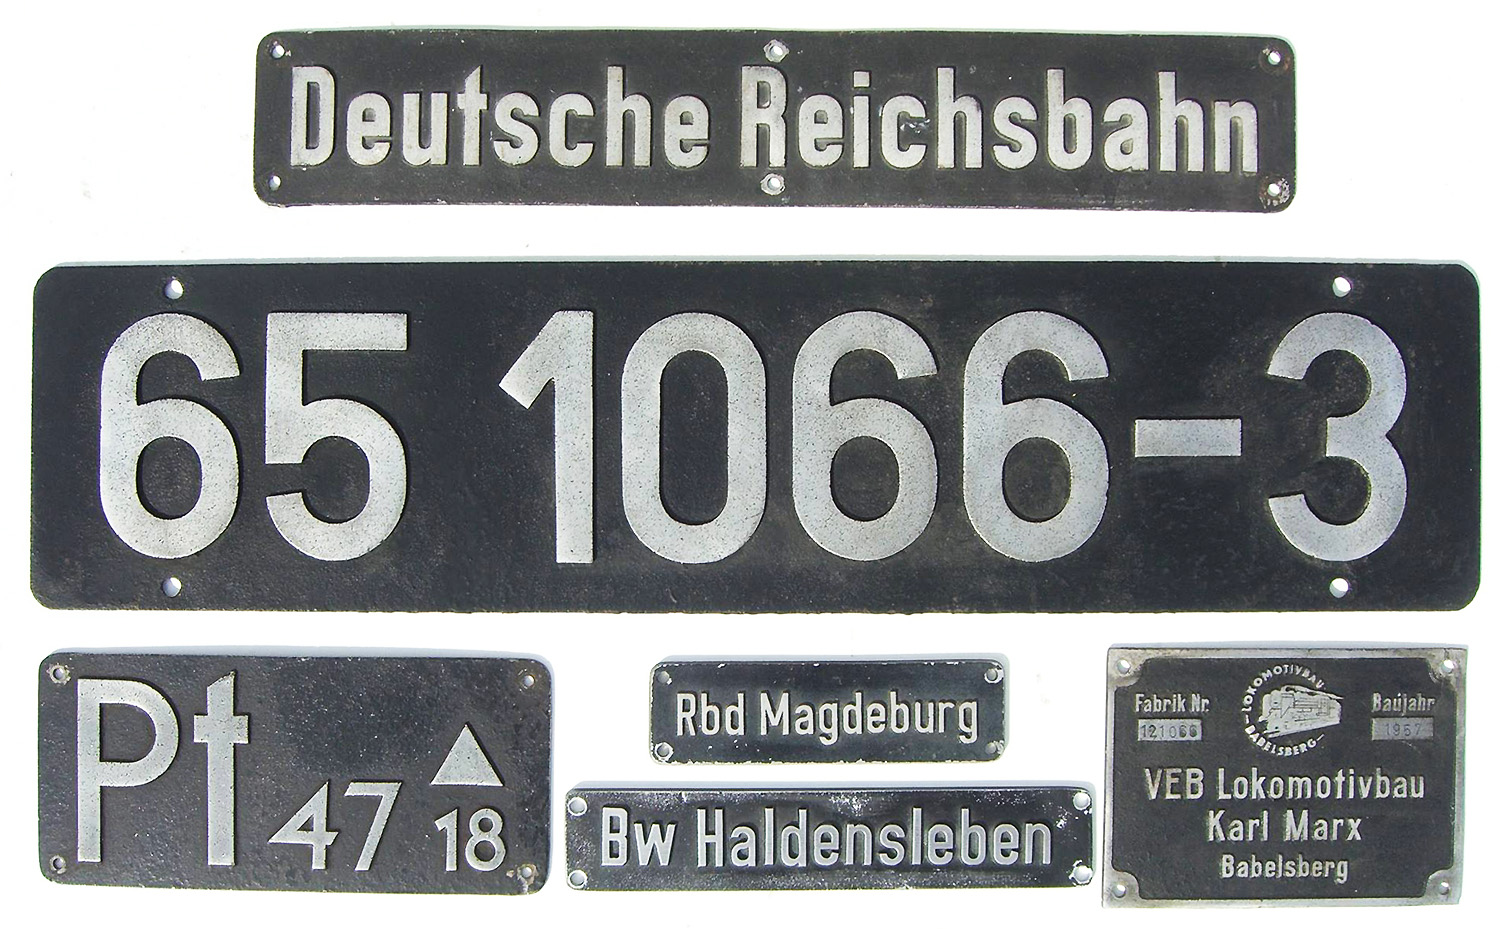 Deutsche Reichsbahn
65 1066-3
Pt 47 18
Rbd Magdeburg
Bw Haldensleben
LOKOMOTIVBAU
BABELSBERG
Fabrik Nr.
121066
Baujahr
1957
VEB Lokomotivbau
Karl Marx
Babelsberg